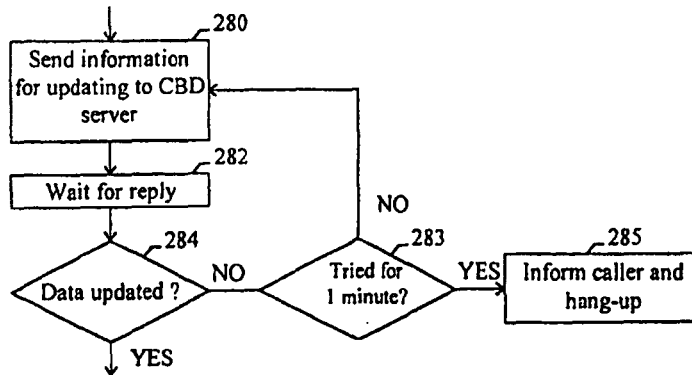 280
Send information
for updating to CBD
server
282
Wait for reply
NO
284
283
285
Data updated ?
NO
Tried for
1 minute?
YES
Inform caller and
hang-up
YES